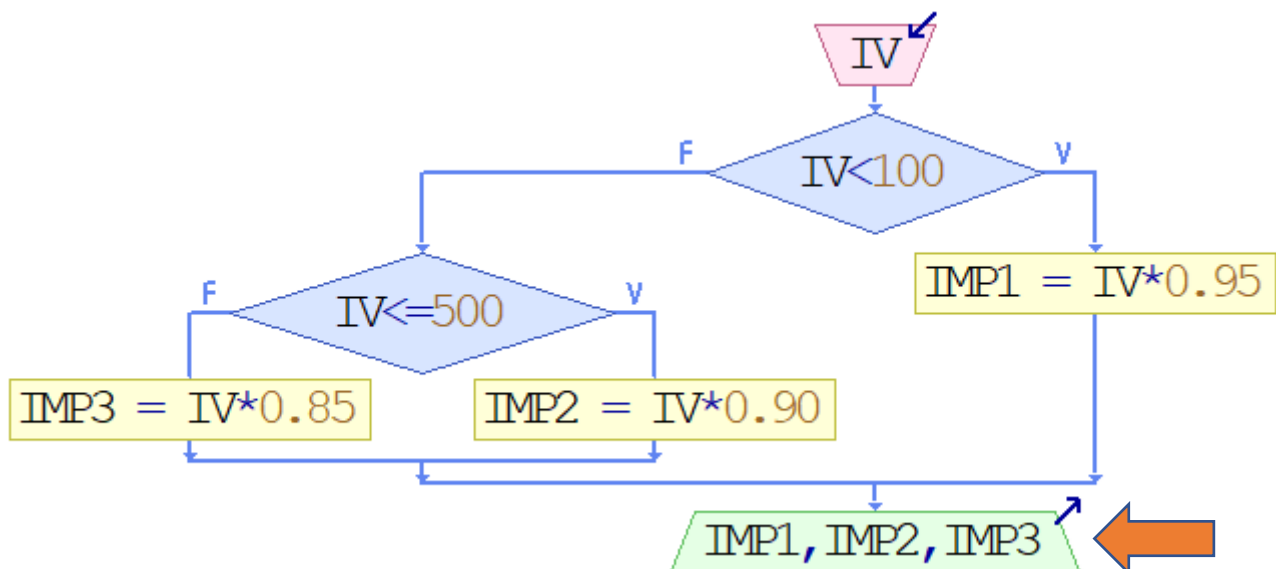 IV
F
IV<100
V
IMP1 = IV*0.95
F
IV<=500
V
IMP3 = IV*0.85
IMP2 = IV*0.90
IMP1,IMP2,IMP3